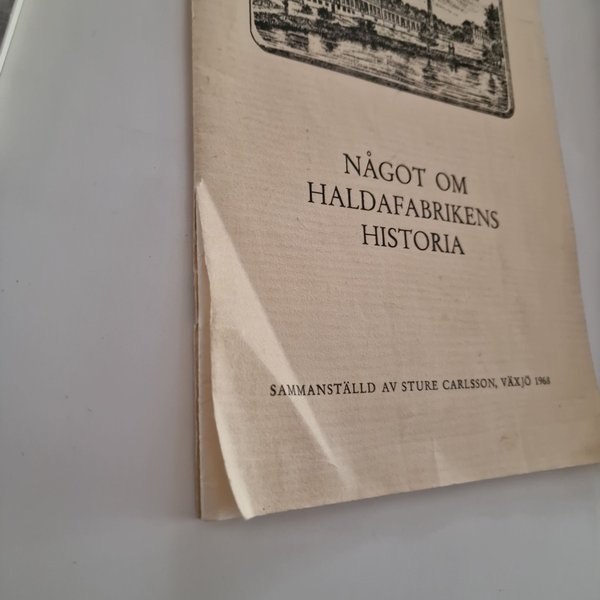 NÅGOT OM
HALDAFABRIKENS
HISTORIA
SAMMANSTÄLLD AV STURE CARLSSON, VÄXJÖ 1968